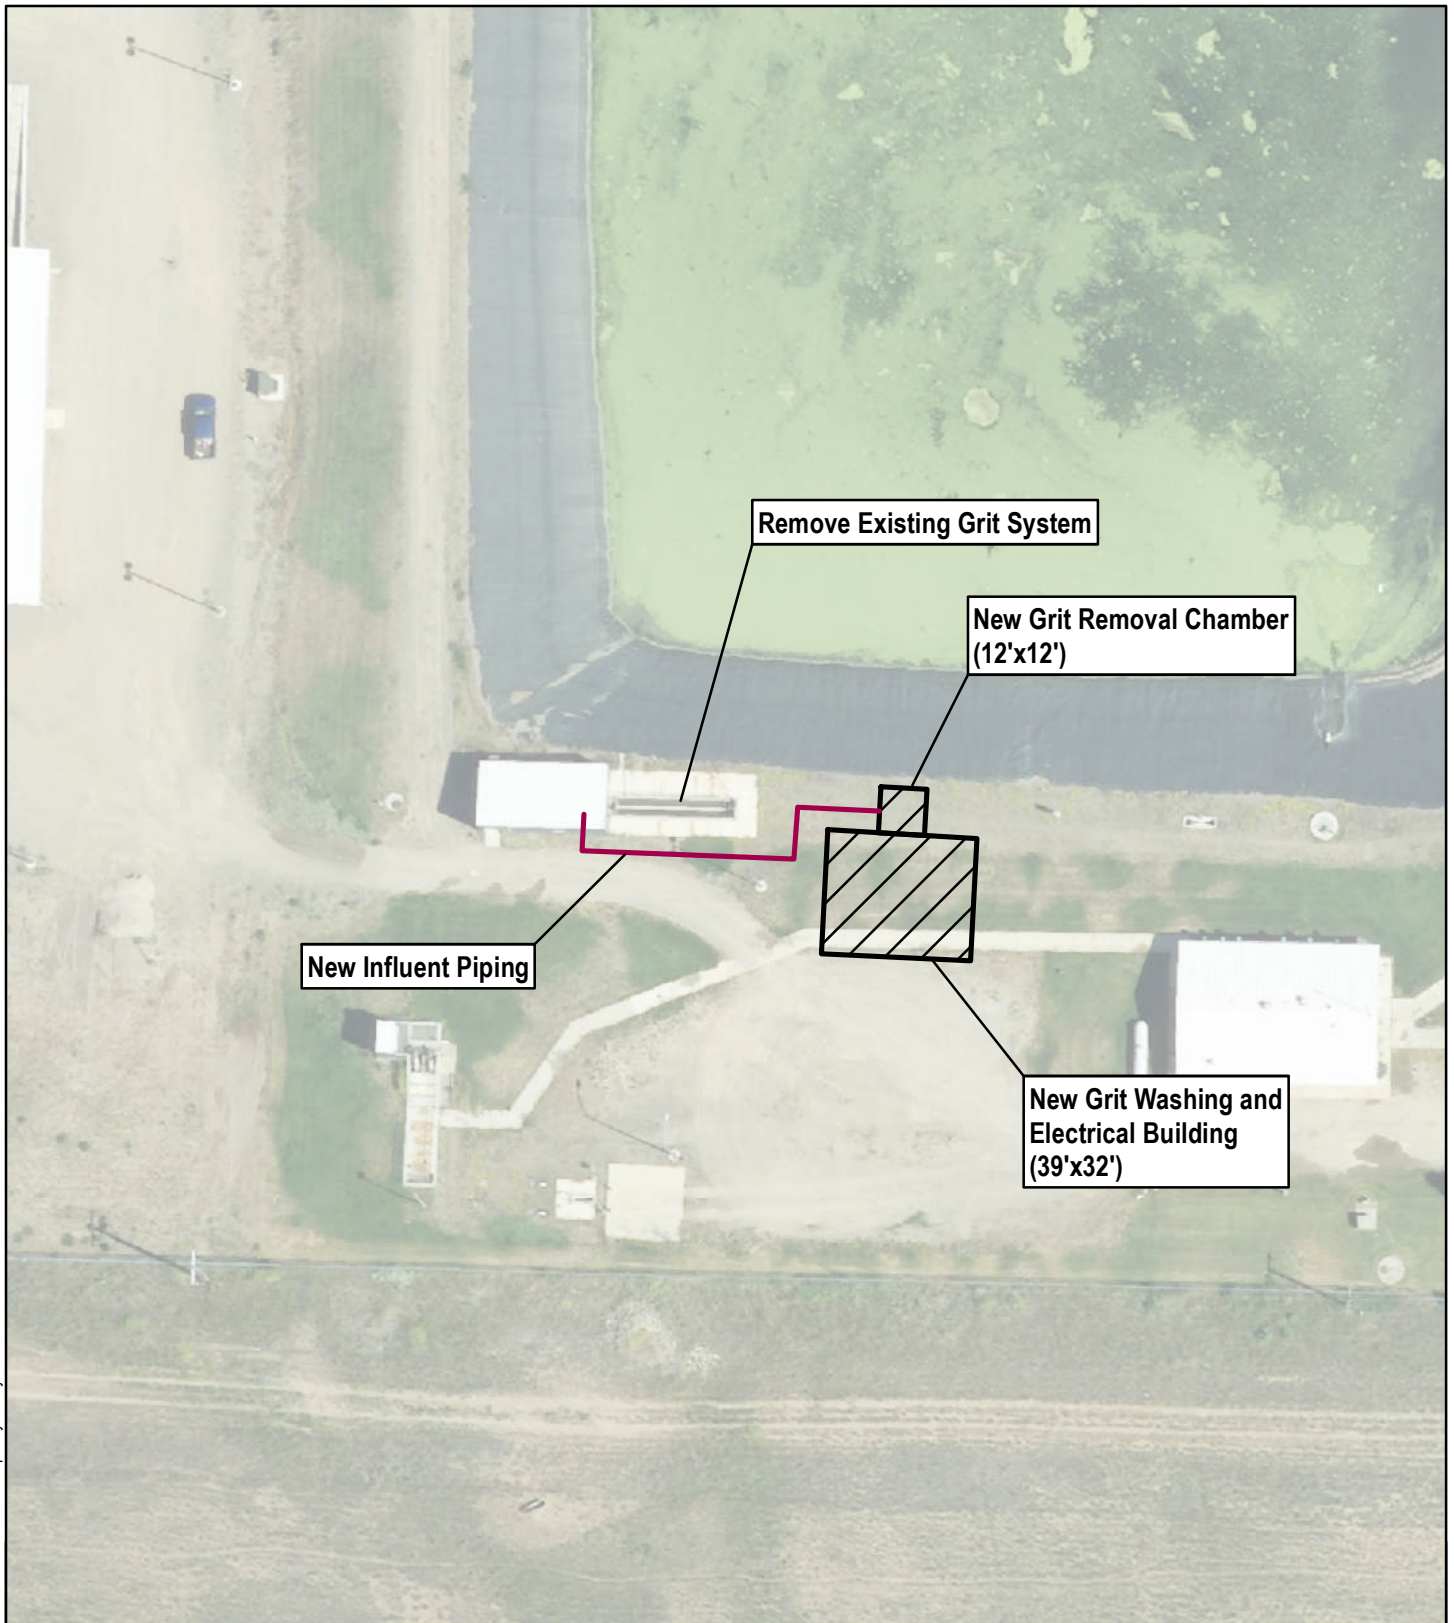 Remove Existing Grit System
New Grit Removal Chamber
(12'x12')
New Influent Piping
New Grit Washing and
Electrical Building
(39'x32')